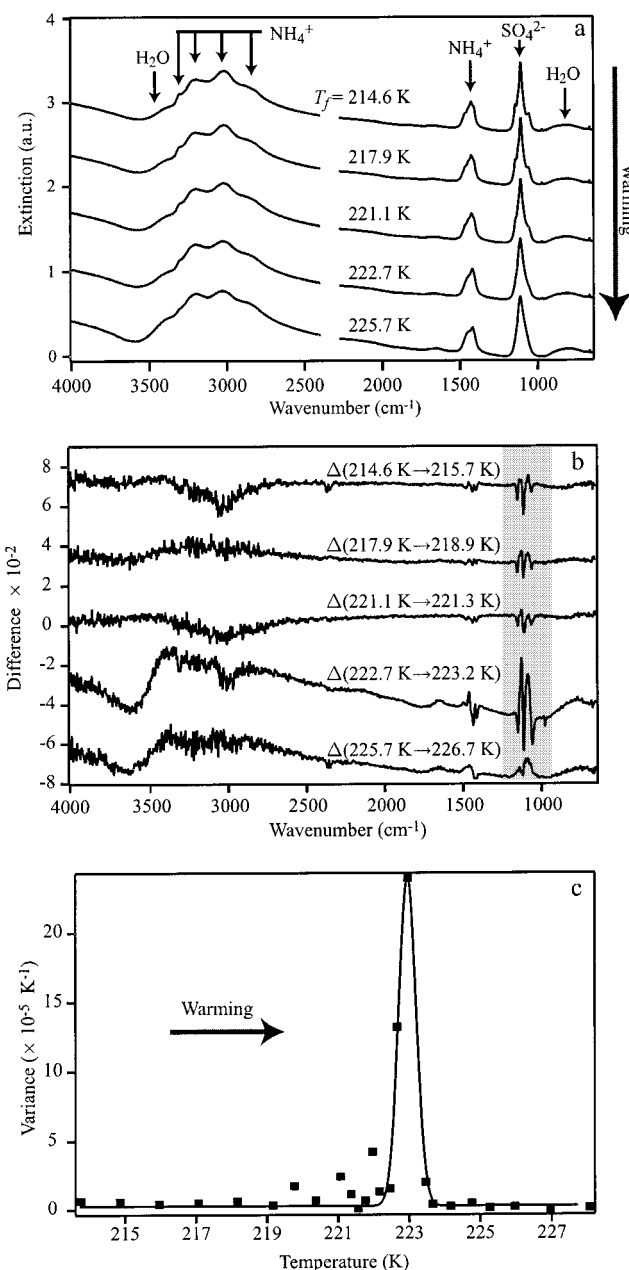 a
SO₄²⁻
NH₄⁺
H₂O
NH₄⁺
H₂O
T_f = 214.6 K
217.9 K
221.1 K
222.7 K
225.7 K
Warming
Extinction (a.u.)
4
3
2
1
0
4000 3500 3000 2500 2000 1500 1000
Wavenumber (cm⁻¹)
b
Δ(214.6 K→215.7 K)
Δ(217.9 K→218.9 K)
Δ(221.1 K→221.3 K)
Δ(222.7 K→223.2 K)
Δ(225.7 K→226.7 K)
Difference × 10⁻²
8
6
4
2
0
-2
-4
-6
-8
4000 3500 3000 2500 2000 1500 1000
Wavenumber (cm⁻¹)
c
Warming
Variance (× 10⁻⁵ K⁻¹)
20
15
10
5
0
215 217 219 221 223 225 227
Temperature (K)